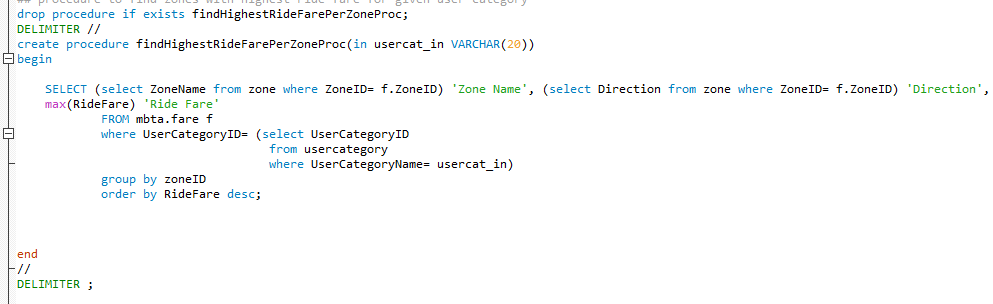 ## procedure to find zones with highest ride fare for given user category
drop procedure if exists findHighestRideFarePerZoneProc;
DELIMITER //
create procedure findHighestRideFarePerZoneProc(in usercat_in VARCHAR(20))
begin
SELECT (select ZoneName from zone where ZoneID= f.ZoneID) 'Zone Name', (select Direction from zone where ZoneID= f.ZoneID) 'Direction',
max(RideFare) 'Ride Fare'
FROM mbta.fare f
where UserCategoryID= (select UserCategoryID
from usercategory
where UserCategoryName= usercat_in)
group by zoneID
order by RideFare desc;
end
//
DELIMITER ;